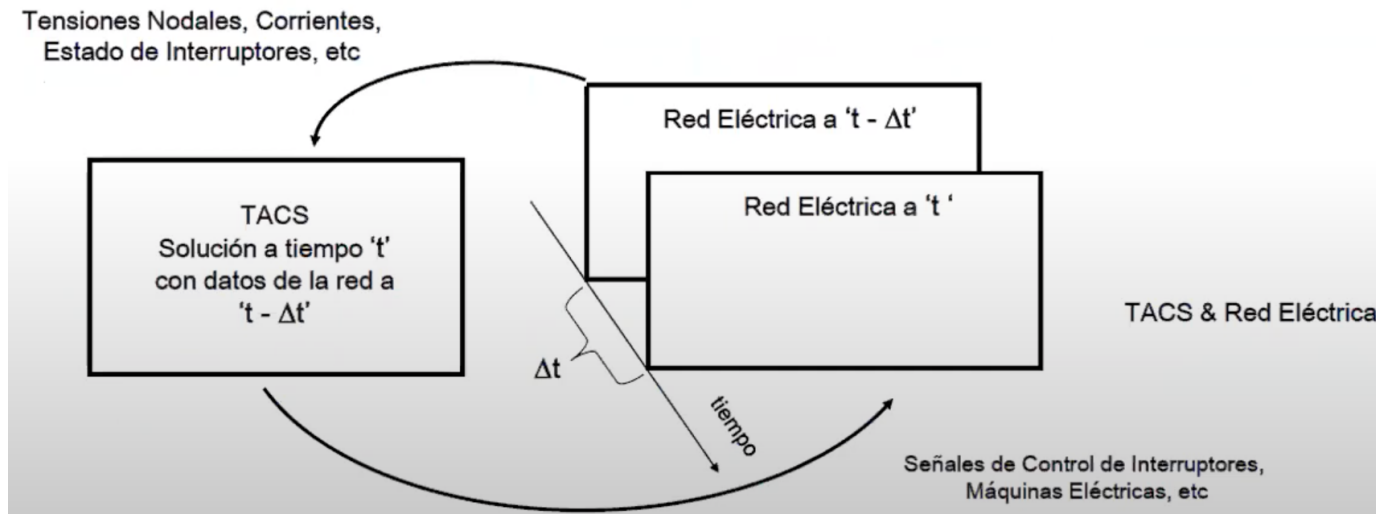 Tensiones Nodales, Corrientes,
Estado de Interruptores, etc
Red Eléctrica a ‘t - Δt’
Red Eléctrica a ‘t ‘
TACS
Solución a tiempo ‘t’
con datos de la red a
‘t - Δt’
TACS & Red Eléctrica
Δt
tiempo
Señales de Control de Interruptores,
Máquinas Eléctricas, etc